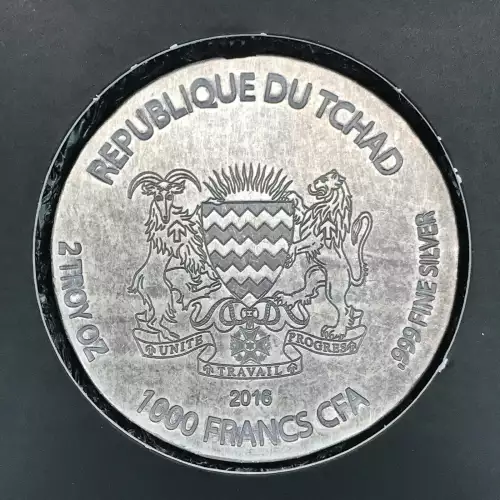 REPUBLIQUE DU TCHAD
2 TROY OZ
.999 FINE SILVER
UNITE
TRAVAIL
PROGRES
2016
1000 FRANCS CFA